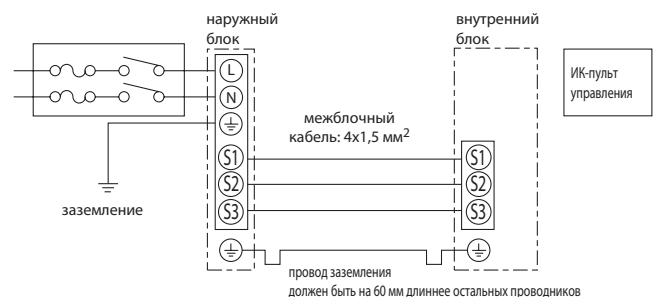 наружный
блок
внутренний
блок
L
N
ИК-пульт
управления
межблочный
кабель: 4x1,5 мм²
S1
S2
S3
S1
S2
S3
заземление
провод заземления
должен быть на 60 мм длиннее остальных проводников